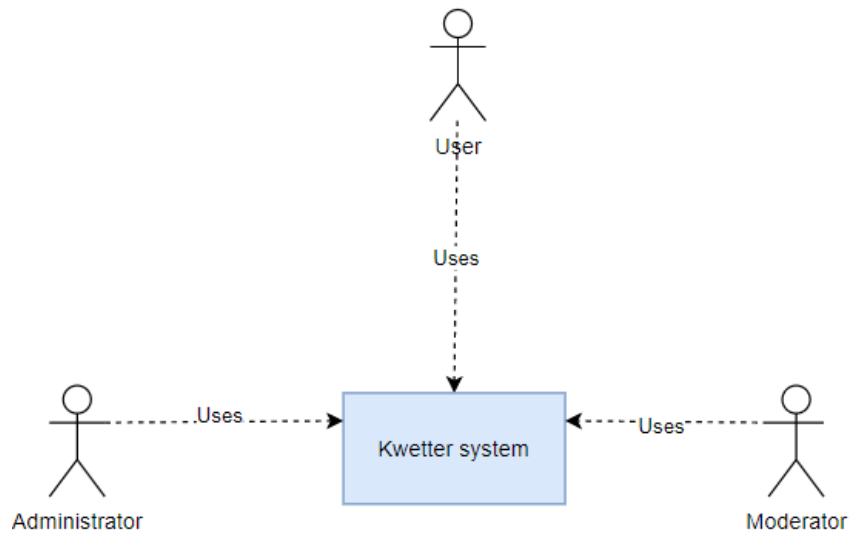 User
Uses
Uses
Kwetter system
Uses
Administrator
Moderator